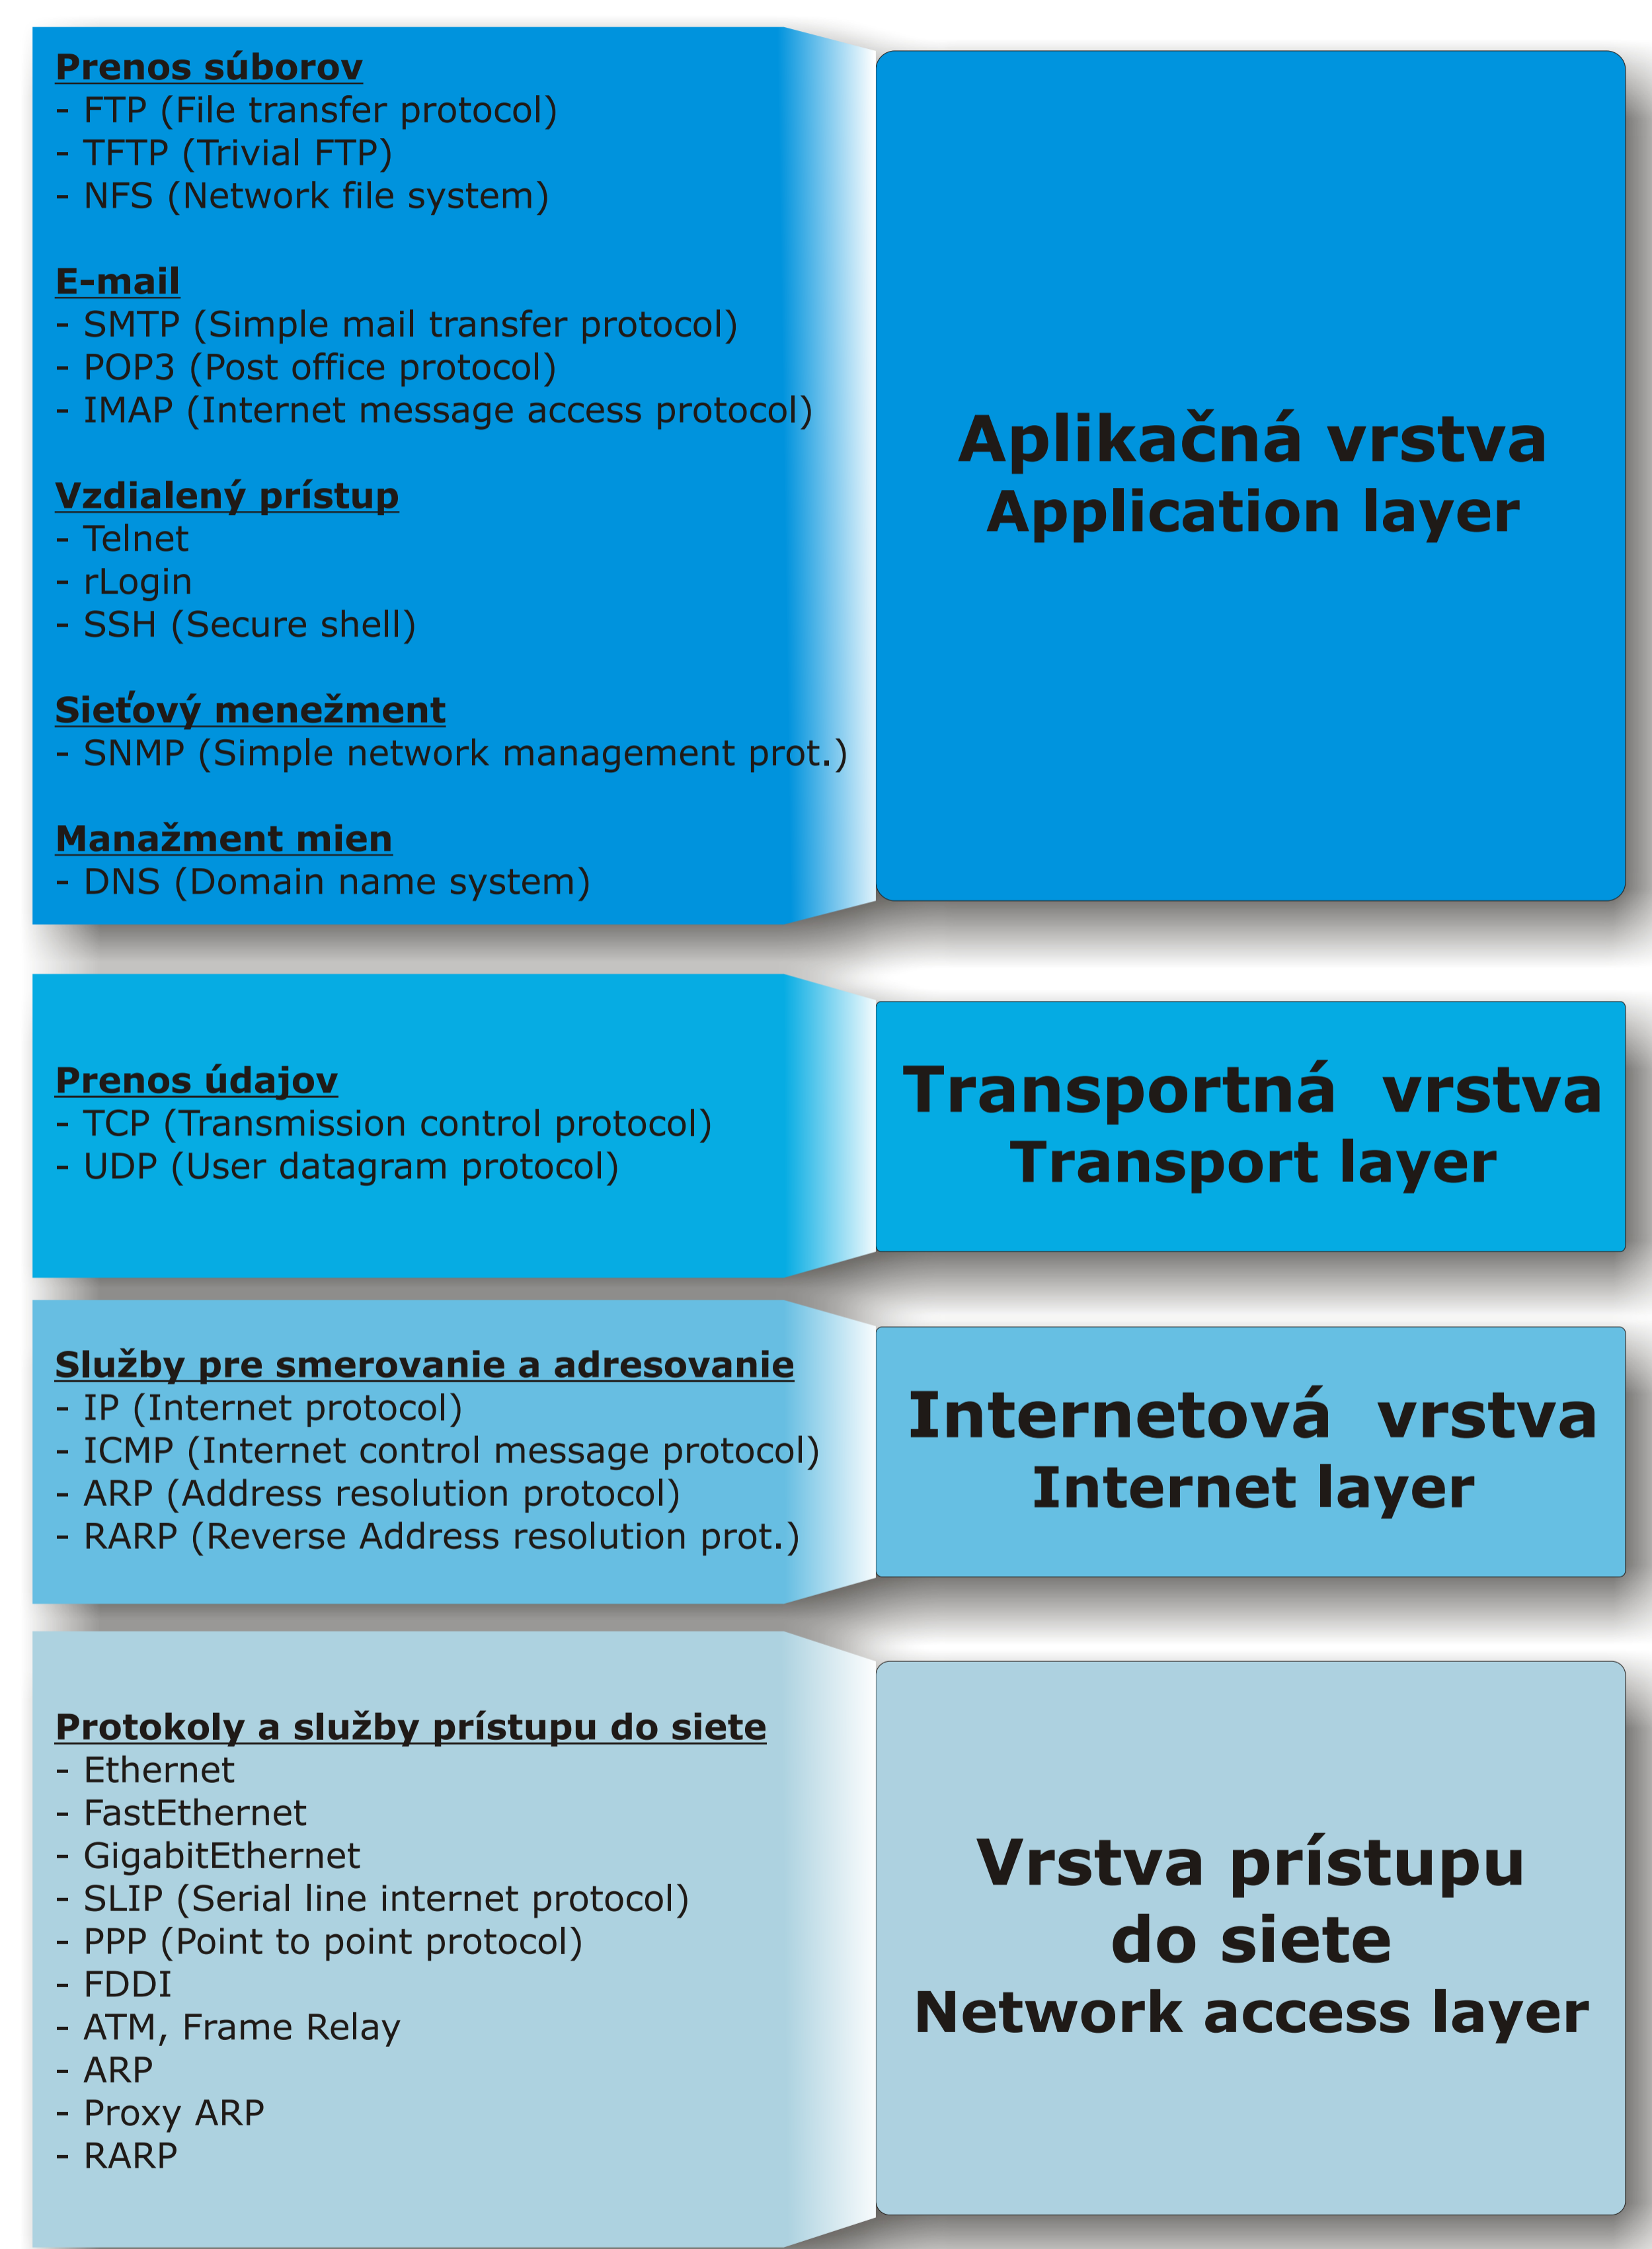 Prenos súborov
- FTP (File transfer protocol)
- TFTP (Trivial FTP)
- NFS (Network file system)
E-mail
- SMTP (Simple mail transfer protocol)
- POP3 (Post office protocol)
- IMAP (Internet message access protocol)
Vzdialený prístup
- Telnet
- rLogin
- SSH (Secure shell)
Sieťový menežment
- SNMP (Simple network management prot.)
Manažment mien
- DNS (Domain name system)
Aplikačná vrstva
Application layer
Prenos údajov
- TCP (Transmission control protocol)
- UDP (User datagram protocol)
Transportná vrstva
Transport layer
Služby pre smerovanie a adresovanie
- IP (Internet protocol)
- ICMP (Internet control message protocol)
- ARP (Address resolution protocol)
- RARP (Reverse Address resolution prot.)
Internetová vrstva
Internet layer
Protokoly a služby prístupu do siete
- Ethernet
- FastEthernet
- GigabitEthernet
- SLIP (Serial line internet protocol)
- PPP (Point to point protocol)
- FDDI
- ATM, Frame Relay
- ARP
- Proxy ARP
- RARP
Vrstva prístupu
do siete
Network access layer